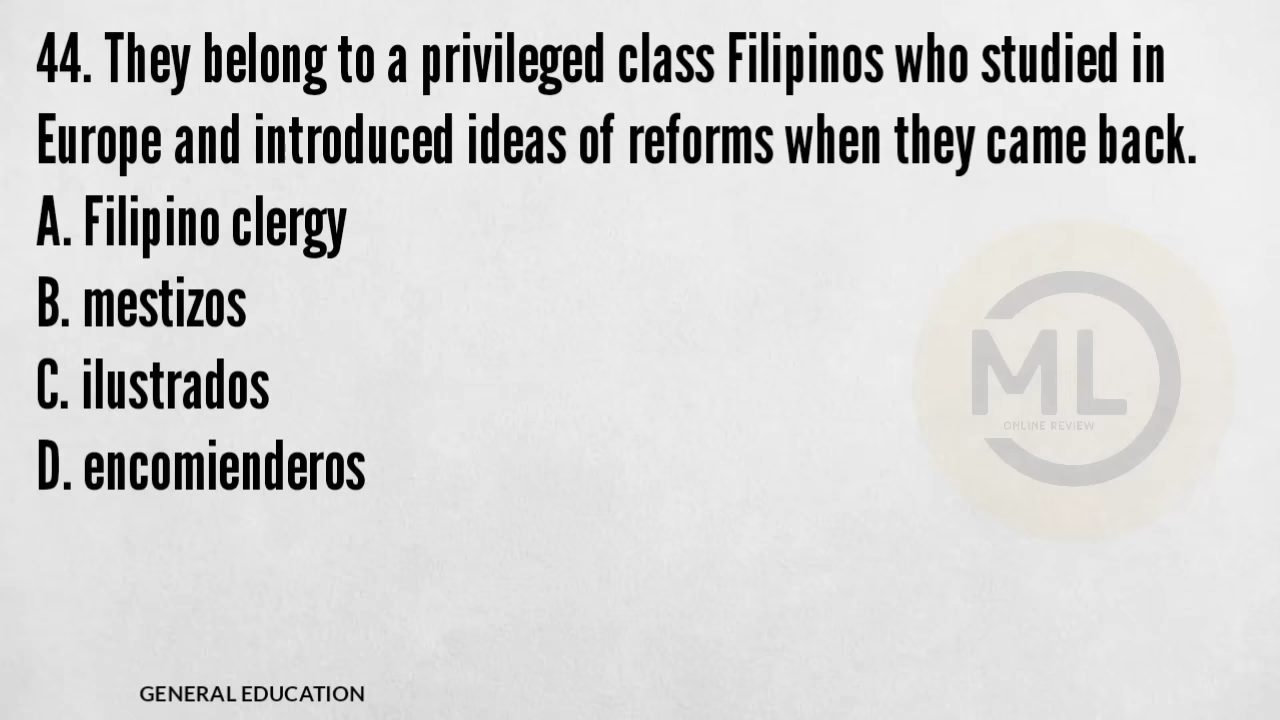 44. They belong to a privileged class Filipinos who studied in
Europe and introduced ideas of reforms when they came back.
A. Filipino clergy
B. mestizos
C. ilustrados
D. encomienderos
ML
ONLINE REVIEW
GENERAL EDUCATION